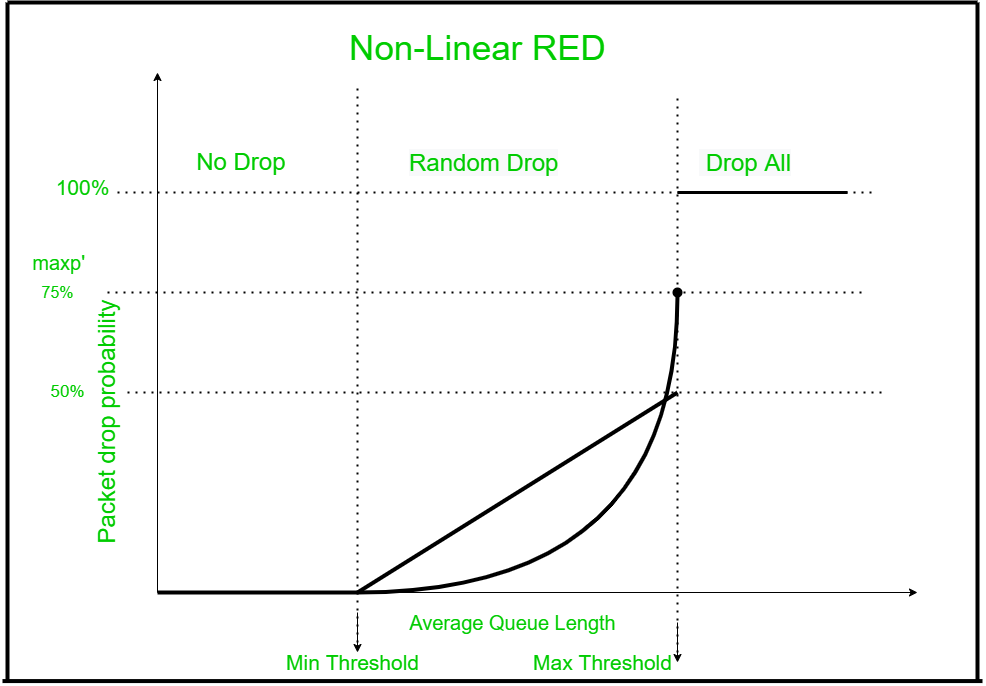 Non-Linear RED
No Drop
Random Drop
Drop All
100%
maxp'
75%
50%
Packet drop probability
Average Queue Length
Min Threshold
Max Threshold